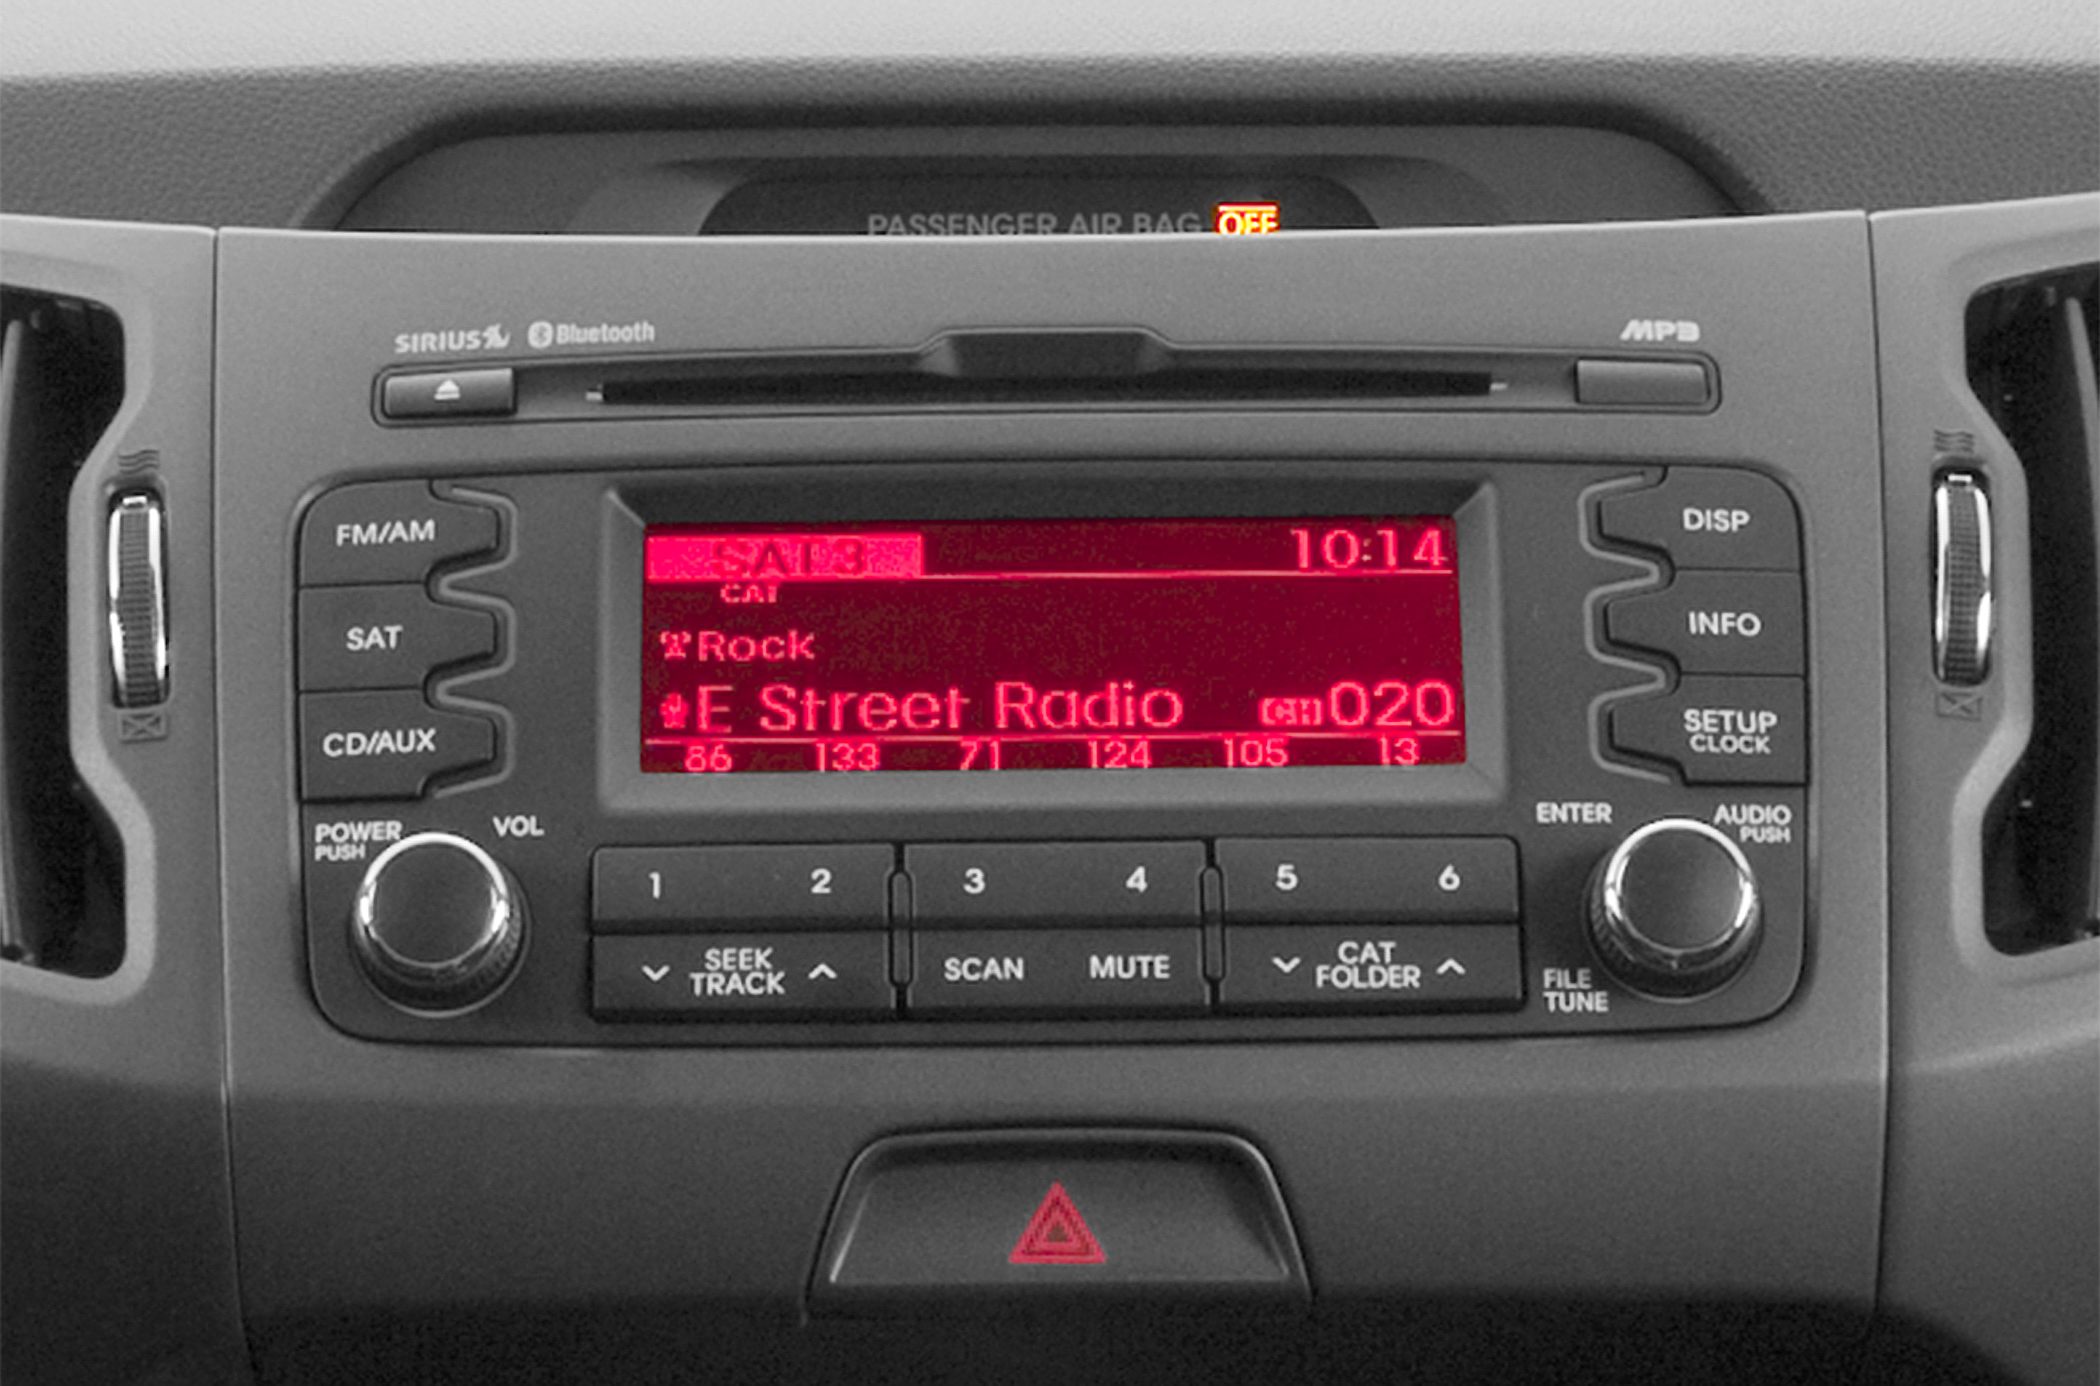 PASSENGER AIR BAG OFF
SIRIUS Bluetooth
MP3
FM/AM
SAT
CD/AUX
SAT 3 10:14
CAT
Rock
E Street Radio CH020
86 133 71 124 105 13
DISP
INFO
SETUP
CLOCK
POWER
PUSH
VOL
1 2 3 4 5 6
SEEK
TRACK
SCAN MUTE
CAT
FOLDER
ENTER
AUDIO
PUSH
FILE
TUNE